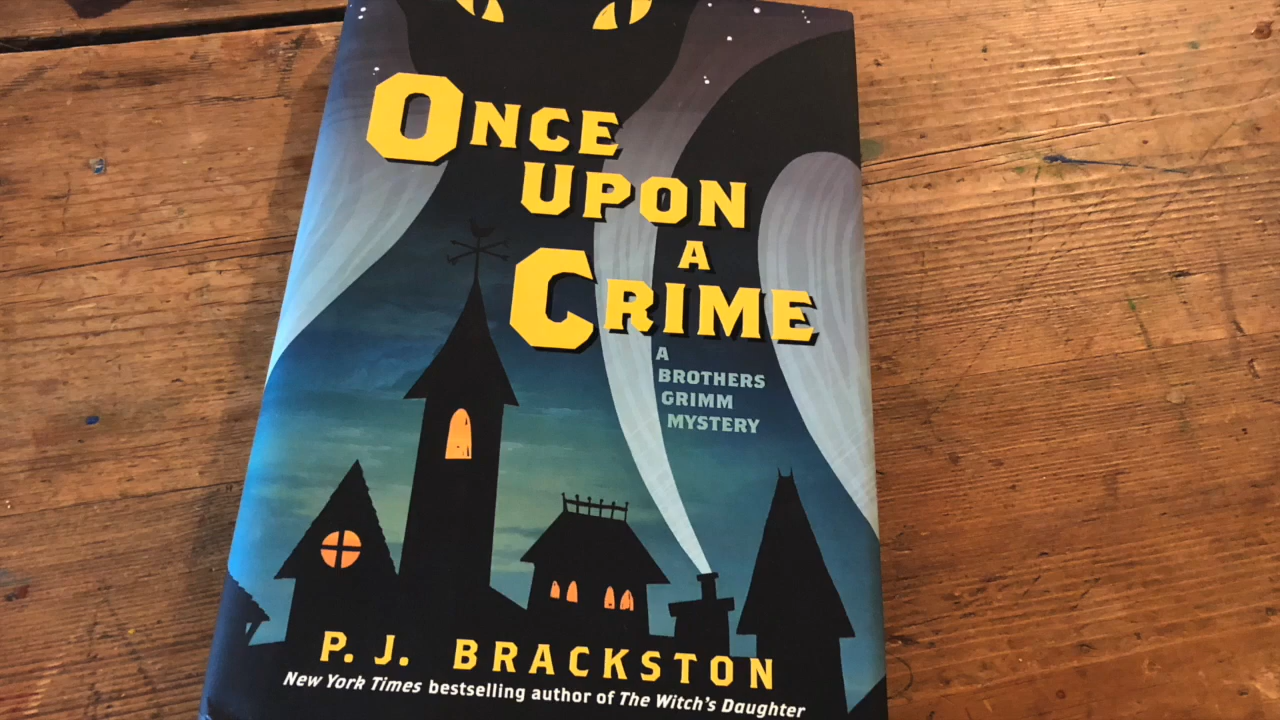 ONCE
UPON
A
CRIME
A
BROTHERS
GRIMM
MYSTERY
P. J. BRACKSTON
New York Times bestselling author of The Witch's Daughter